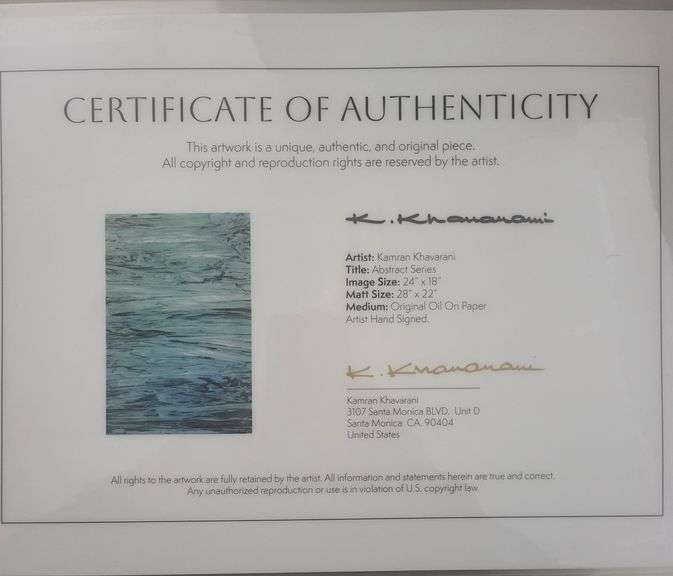 CERTIFICATE OF AUTHENTICITY
This artwork is a unique, authentic, and original piece.
All copyright and reproduction rights are reserved by the artist.
K. Khavarani
Artist: Kamran Khavarani
Title: Abstract Series
Image Size: 24" x 18"
Matt Size: 28" x 22"
Medium: Original Oil On Paper
Artist Hand Signed.
K. Khavarani
Kamran Khavarani
3107 Santa Monica BLVD. Unit D
Santa Monica CA. 90404
United States
All rights to the artwork are fully retained by the artist. All information and statements herein are true and correct.
Any unauthorized reproduction or use is in violation of U.S. copyright law.